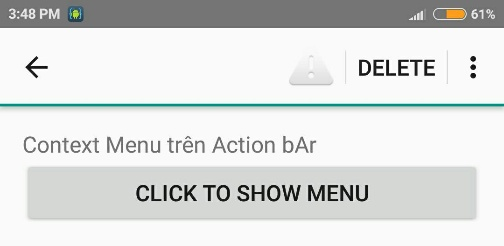 3:48 PM 61%
DELETE
Context Menu trên Action bAr
CLICK TO SHOW MENU